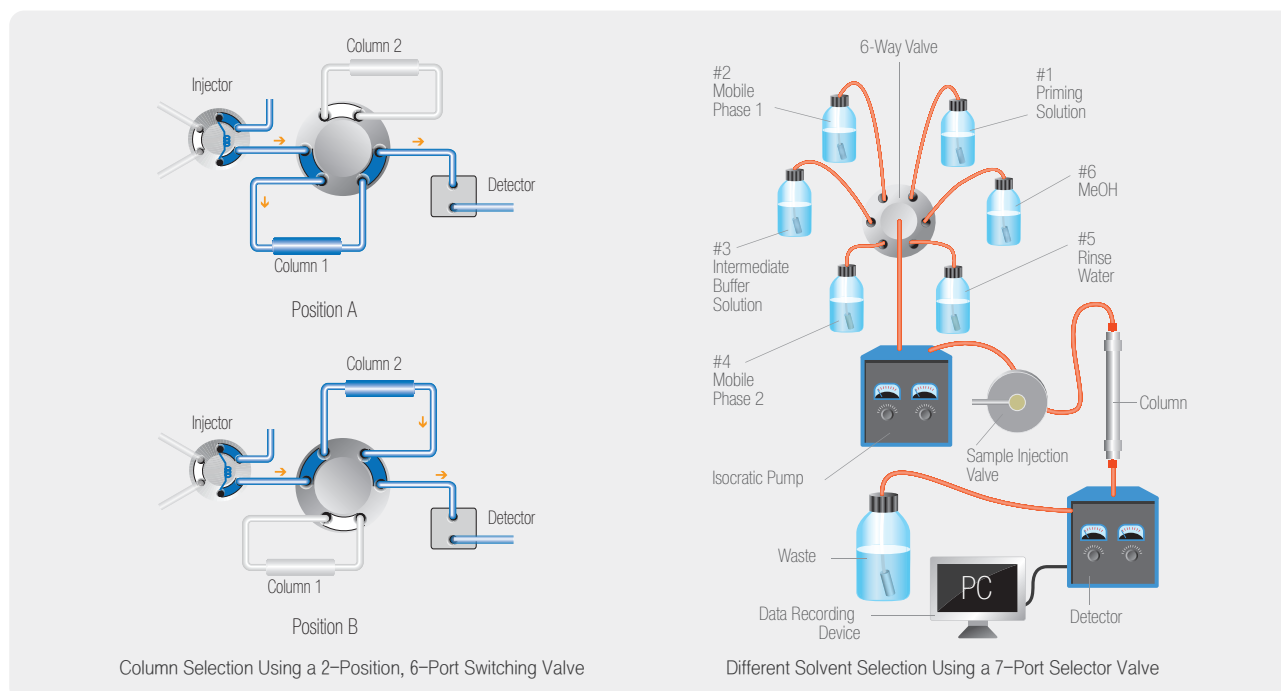 Column 2
Injector
Detector
Column 1
Position A
Column 2
Injector
Detector
Column 1
Position B
Column Selection Using a 2-Position, 6-Port Switching Valve
6-Way Valve
#2
Mobile
Phase 1
#1
Priming
Solution
#6
MeOH
#3
Intermediate
Buffer
Solution
#5
Rinse
Water
#4
Mobile
Phase 2
Column
Sample Injection
Valve
Isocratic Pump
Waste
PC
Data Recording
Device
Detector
Different Solvent Selection Using a 7-Port Selector Valve